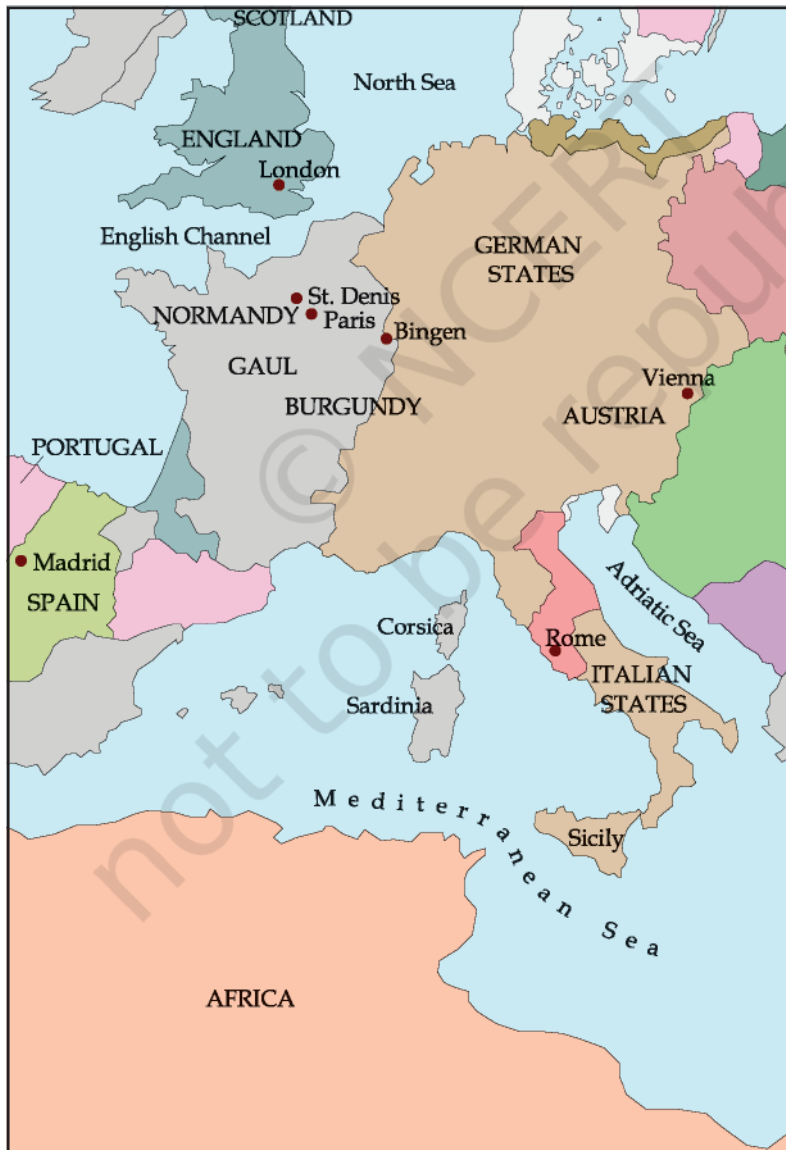 SCOTLAND
North Sea
ENGLAND
London
English Channel
GERMAN
STATES
St. Denis
NORMANDY
Paris
Bingen
GAUL
Vienna
BURGUNDY
AUSTRIA
PORTUGAL
Madrid
SPAIN
Adriatic Sea
Corsica
Rome
ITALIAN
STATES
Sardinia
Mediterranean Sea
Sicily
AFRICA
© NCERT
not to be republ